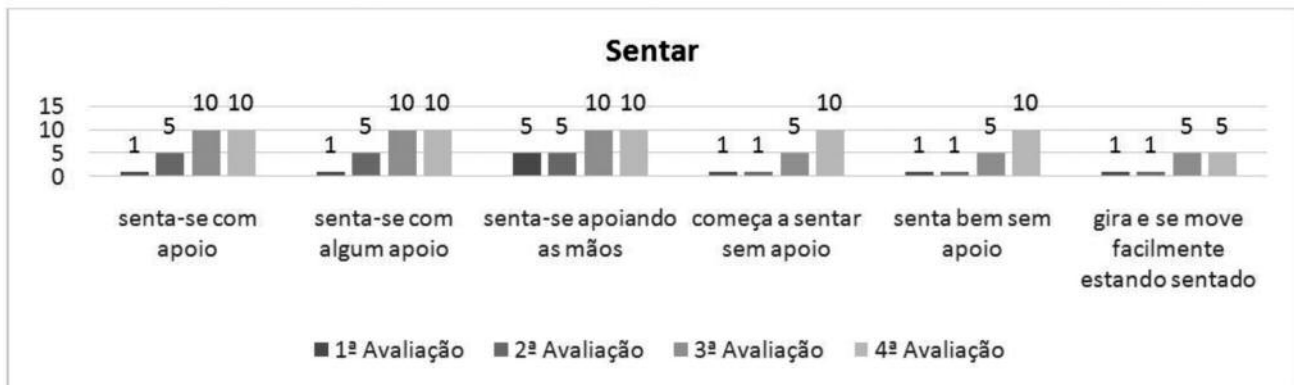 Sentar
15
10
5
0
1 5 10 10
1 5 10 10
5 5 10 10
1 1 5 10
1 1 5 10
1 1 5 5
senta-se com
apoio
senta-se com
algum apoio
senta-se apoiando
as mãos
começa a sentar
sem apoio
senta bem sem
apoio
gira e se move
facilmente
estando sentado
1ª Avaliação 2ª Avaliação 3ª Avaliação 4ª Avaliação